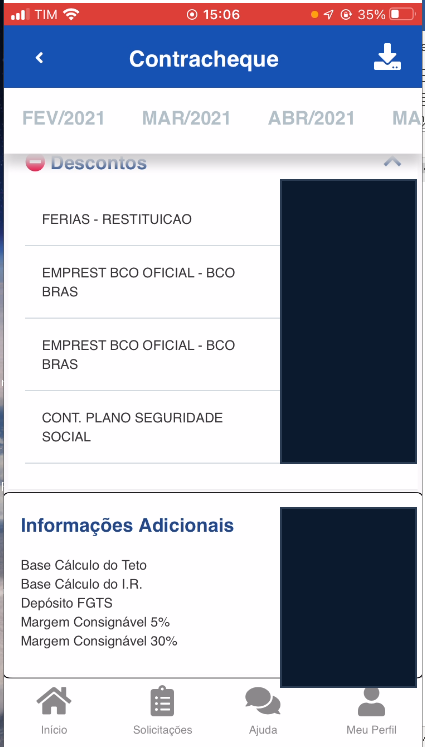 TIM 15:06 35%
Contracheque
FEV/2021 MAR/2021 ABR/2021 MA
Descontos
FERIAS - RESTITUICAO
EMPREST BCO OFICIAL - BCO
BRAS
EMPREST BCO OFICIAL - BCO
BRAS
CONT. PLANO SEGURIDADE
SOCIAL
Informações Adicionais
Base Cálculo do Teto
Base Cálculo do I.R.
Depósito FGTS
Margem Consignável 5%
Margem Consignável 30%
Início Solicitações Ajuda Meu Perfil